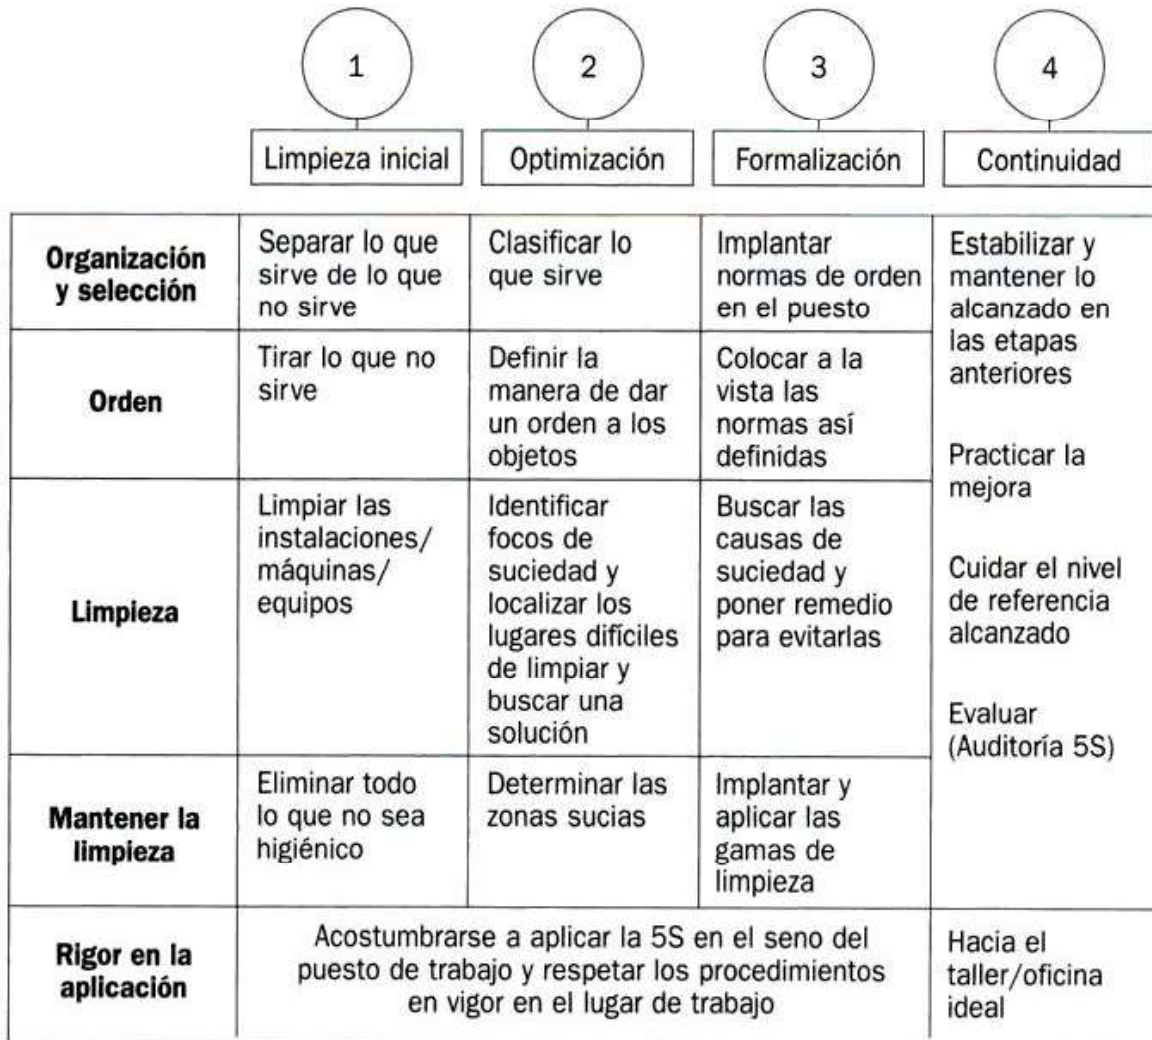 1
2
3
4
Limpieza inicial
Optimización
Formalización
Continuidad
Organización
y selección
Separar lo que
sirve de lo que
no sirve
Clasificar lo
que sirve
Implantar
normas de orden
en el puesto
Estabilizar y
mantener lo
alcanzado en
las etapas
anteriores
Practicar la
mejora
Cuidar el nivel
de referencia
alcanzado
Evaluar
(Auditoría 5S)
Orden
Tirar lo que no
sirve
Definir la
manera de dar
un orden a los
objetos
Colocar a la
vista las
normas así
definidas
Limpieza
Limpiar las
instalaciones/
máquinas/
equipos
Identificar
focos de
suciedad y
localizar los
lugares difíciles
de limpiar y
buscar una
solución
Buscar las
causas de
suciedad y
poner remedio
para evitarlas
Mantener la
limpieza
Eliminar todo
lo que no sea
higiénico
Determinar las
zonas sucias
Implantar y
aplicar las
gamas de
limpieza
Rigor en la
aplicación
Acostumbrarse a aplicar la 5S en el seno del
puesto de trabajo y respetar los procedimientos
en vigor en el lugar de trabajo
Hacia el
taller/oficina
ideal